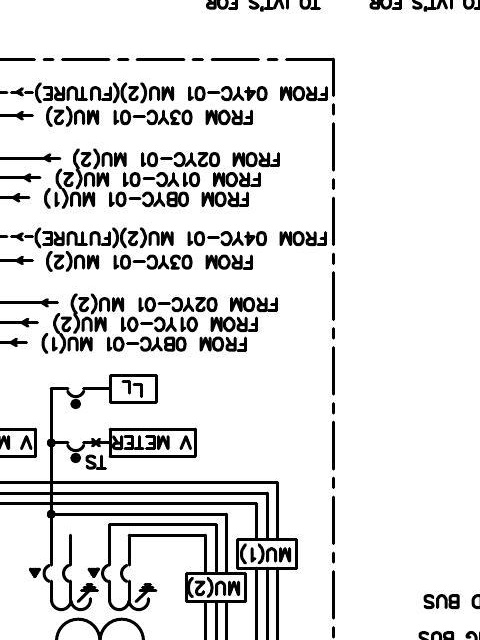 G BUS
D BUS
MU(2)
MU(1)
TS
V METER
V M
LL
FROM 0BYC-01 MU(1)
FROM 01YC-01 MU(2)
FROM 02YC-01 MU(2)
FROM 03YC-01 MU(2)
FROM 04YC-01 MU(2)(FUTURE)
FROM 0BYC-01 MU(1)
FROM 01YC-01 MU(2)
FROM 02YC-01 MU(2)
FROM 03YC-01 MU(2)
FROM 04YC-01 MU(2)(FUTURE)
TO IVT'S FOR
TO IVT'S FOR